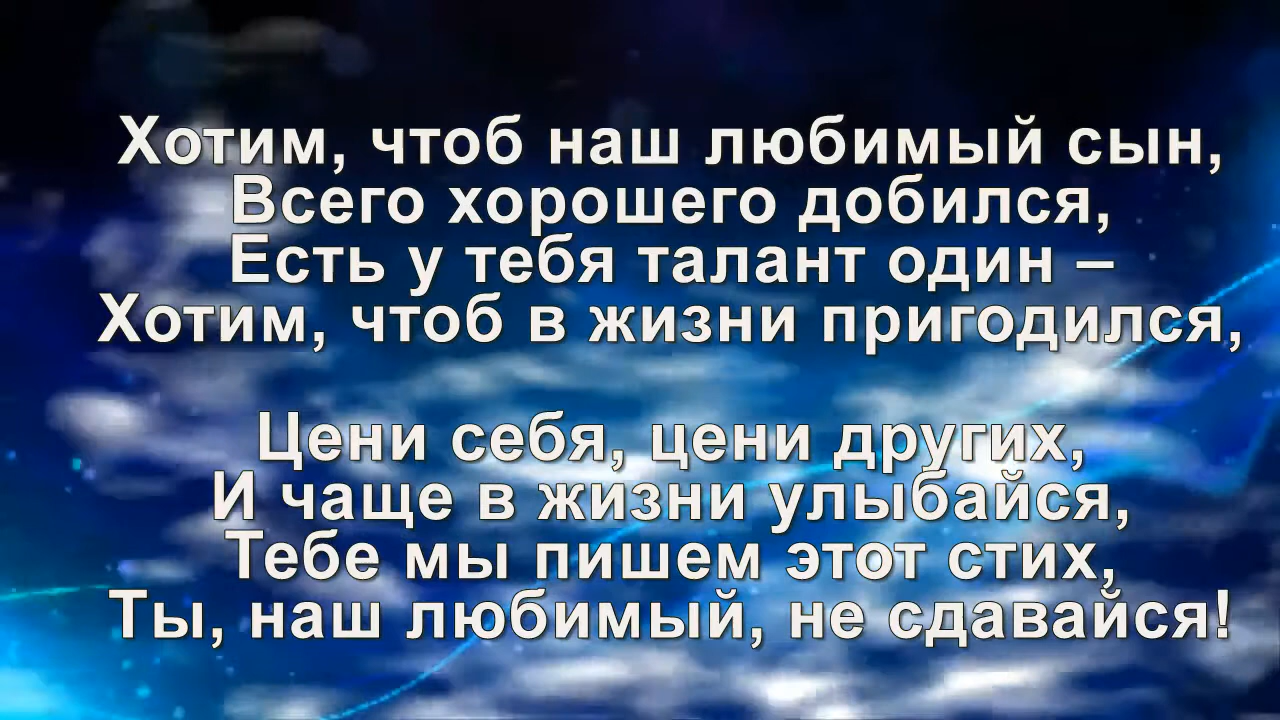 Хотим, чтоб наш любимый сын,
Всего хорошего добился,
Есть у тебя талант один –
Хотим, чтоб в жизни пригодился,
Цени себя, цени других,
И чаще в жизни улыбайся,
Тебе мы пишем этот стих,
Ты, наш любимый, не сдавайся!